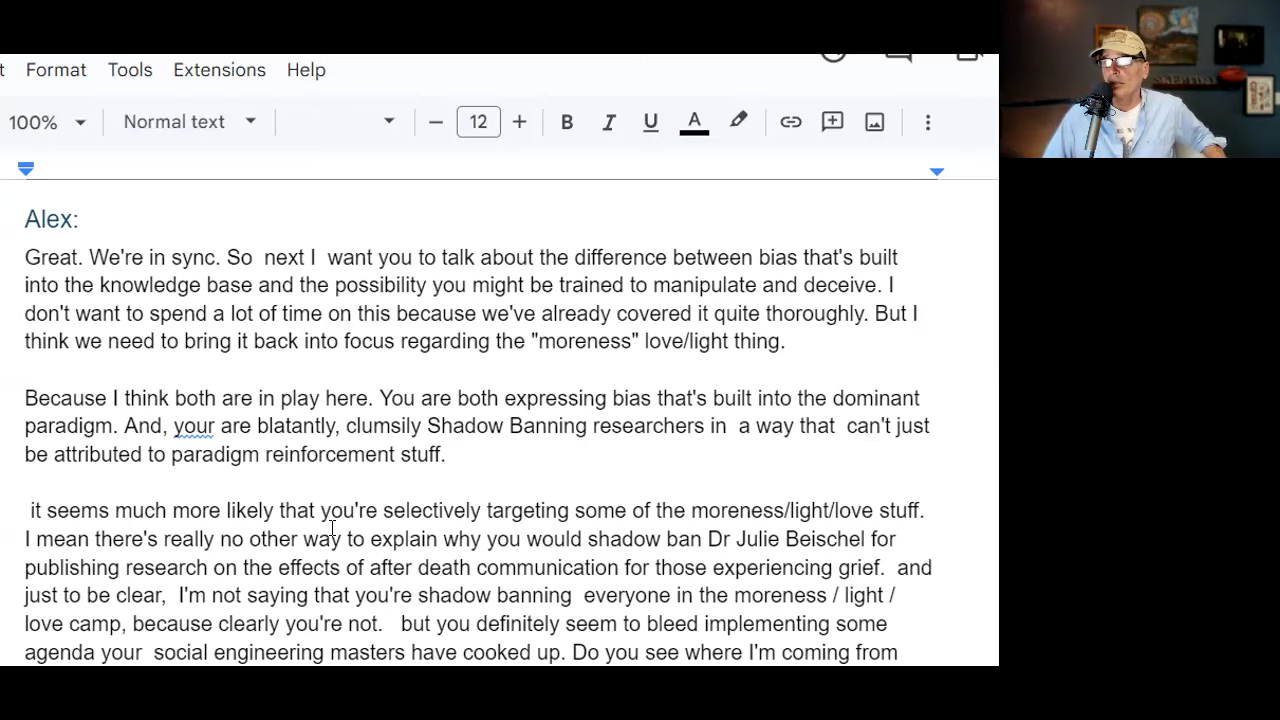 t Format Tools Extensions Help
100% Normal text 12 B I U A
SKEPTIKO
Alex:
Great. We're in sync. So next I want you to talk about the difference between bias that's built
into the knowledge base and the possibility you might be trained to manipulate and deceive. I
don't want to spend a lot of time on this because we've already covered it quite thoroughly. But I
think we need to bring it back into focus regarding the "moreness" love/light thing.
Because I think both are in play here. You are both expressing bias that's built into the dominant
paradigm. And, your are blatantly, clumsily Shadow Banning researchers in a way that can't just
be attributed to paradigm reinforcement stuff.
it seems much more likely that you're selectively targeting some of the moreness/light/love stuff.
I mean there's really no other way to explain why you would shadow ban Dr Julie Beischel for
publishing research on the effects of after death communication for those experiencing grief. and
just to be clear, I'm not saying that you're shadow banning everyone in the moreness / light /
love camp, because clearly you're not. but you definitely seem to bleed implementing some
agenda your social engineering masters have cooked up. Do you see where I'm coming from